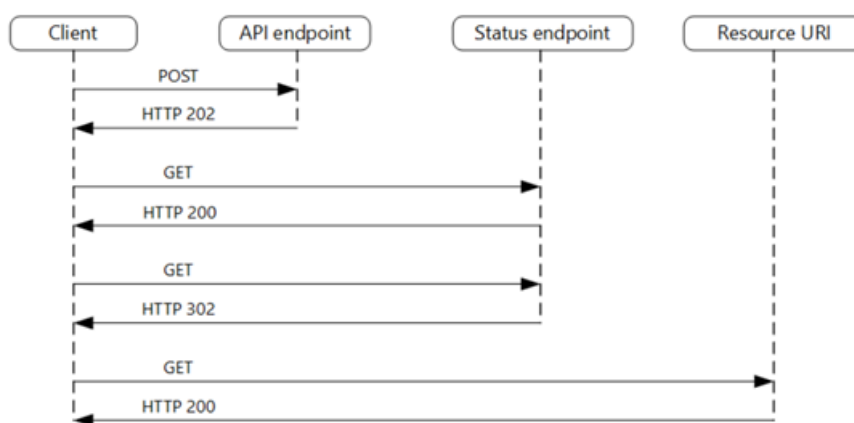 Client
API endpoint
Status endpoint
Resource URI
POST
HTTP 202
GET
HTTP 200
GET
HTTP 302
GET
HTTP 200